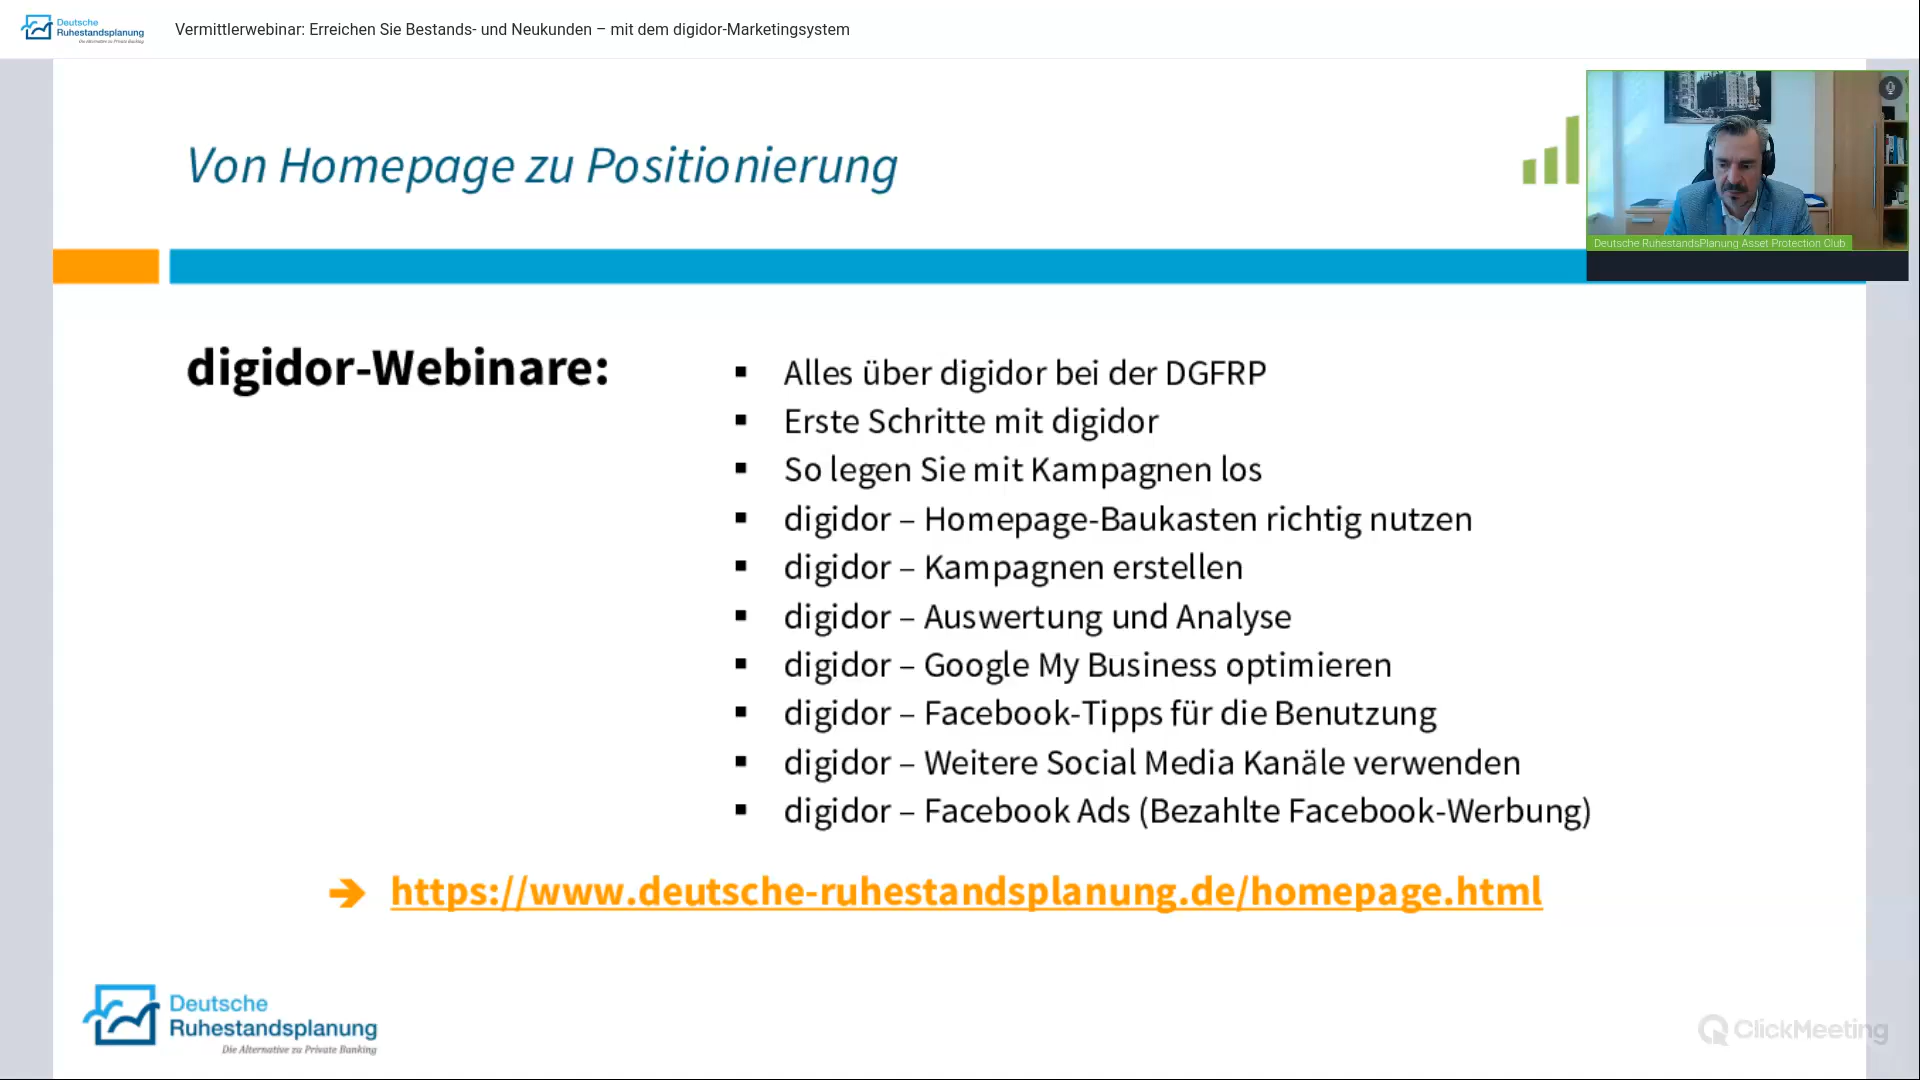 Deutsche
Ruhestandsplanung
Die Alternative zu Private Banking
Vermittlerwebinar: Erreichen Sie Bestands- und Neukunden – mit dem digidor-Marketingsystem
Von Homepage zu Positionierung
Deutsche RuhestandsPlanung Asset Protection Club
digidor-Webinare:
▪ Alles über digidor bei der DGFRP
▪ Erste Schritte mit digidor
▪ So legen Sie mit Kampagnen los
▪ digidor – Homepage-Baukasten richtig nutzen
▪ digidor – Kampagnen erstellen
▪ digidor – Auswertung und Analyse
▪ digidor – Google My Business optimieren
▪ digidor – Facebook-Tipps für die Benutzung
▪ digidor – Weitere Social Media Kanäle verwenden
▪ digidor – Facebook Ads (Bezahlte Facebook-Werbung)
➔ https://www.deutsche-ruhestandsplanung.de/homepage.html
Deutsche
Ruhestandsplanung
Die Alternative zu Private Banking
ClickMeeting